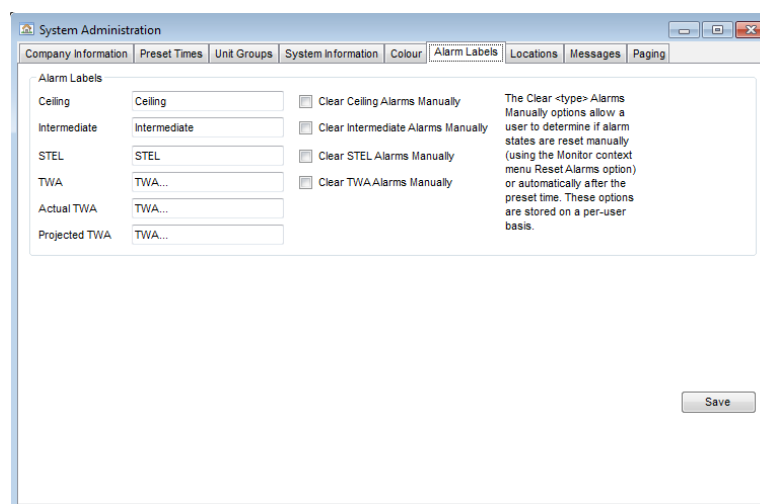 System Administration
Company Information Preset Times Unit Groups System Information Colour Alarm Labels Locations Messages Paging
Alarm Labels
Ceiling Ceiling Clear Ceiling Alarms Manually
Intermediate Intermediate Clear Intermediate Alarms Manually
STEL STEL Clear STEL Alarms Manually
TWA TWA... Clear TWA Alarms Manually
Actual TWA TWA...
Projected TWA TWA...
The Clear <type> Alarms
Manually options allow a
user to determine if alarm
states are reset manually
(using the Monitor context
menu Reset Alarms option)
or automatically after the
preset time. These options
are stored on a per-user
basis.
Save